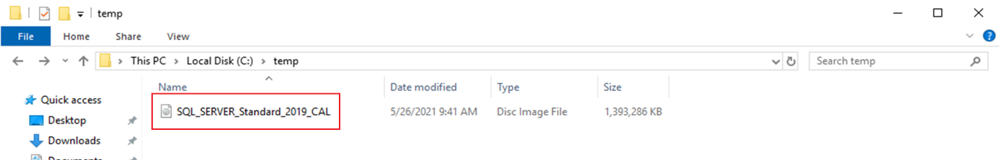 temp
File Home Share View
This PC Local Disk (C:) temp Search temp
Name Date modified Type Size
Quick access
SQL_SERVER_Standard_2019_CAL 5/26/2021 9:41 AM Disc Image File 1,393,286 KB
Desktop
Downloads
Documents